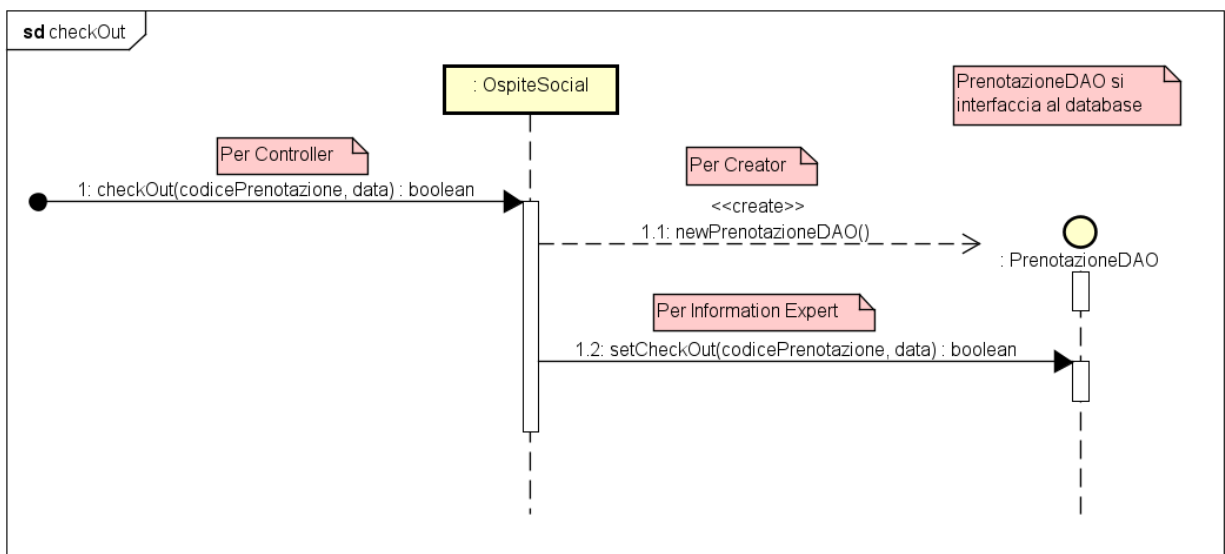 sd checkOut
: OspiteSocial
PrenotazioneDAO si
interfaccia al database
Per Controller
1: checkOut(codicePrenotazione, data) : boolean
Per Creator
<<create>>
1.1: newPrenotazioneDAO()
: PrenotazioneDAO
Per Information Expert
1.2: setCheckOut(codicePrenotazione, data) : boolean